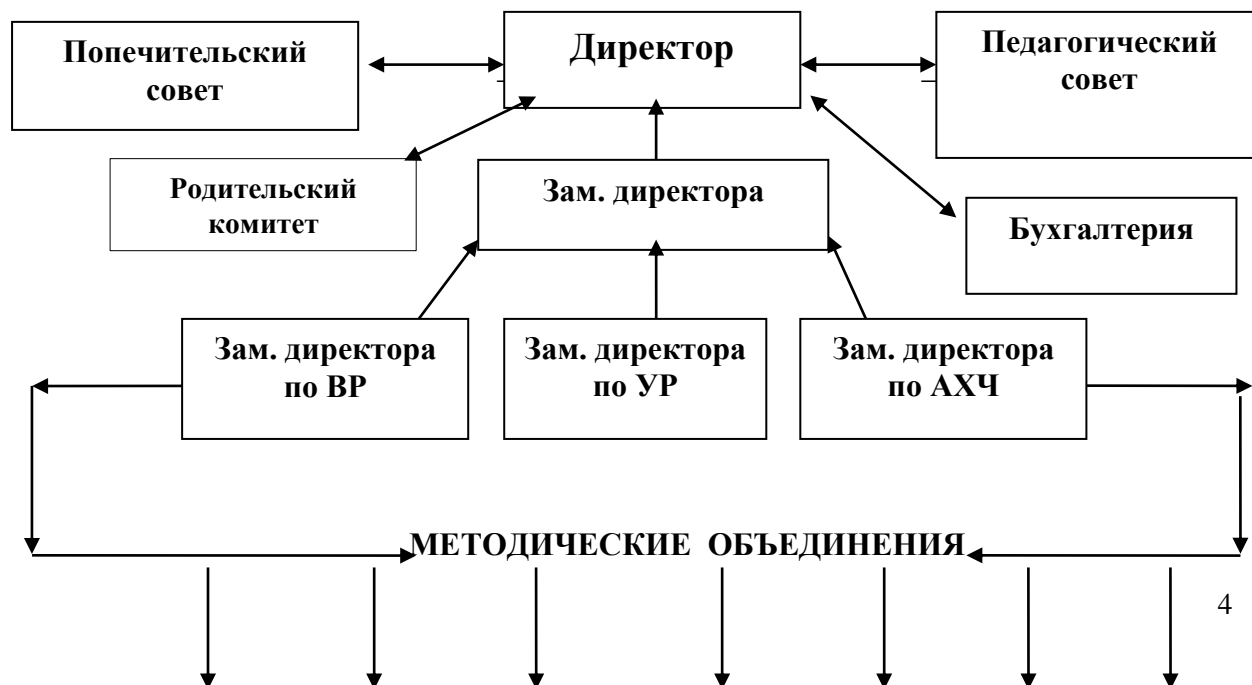 Попечительский
совет
Директор
Педагогический
совет
Родительский
комитет
Зам. директора
Бухгалтерия
Зам. директора
по ВР
Зам. директора
по УР
Зам. директора
по АХЧ
МЕТОДИЧЕСКИЕ ОБЪЕДИНЕНИЯ
4